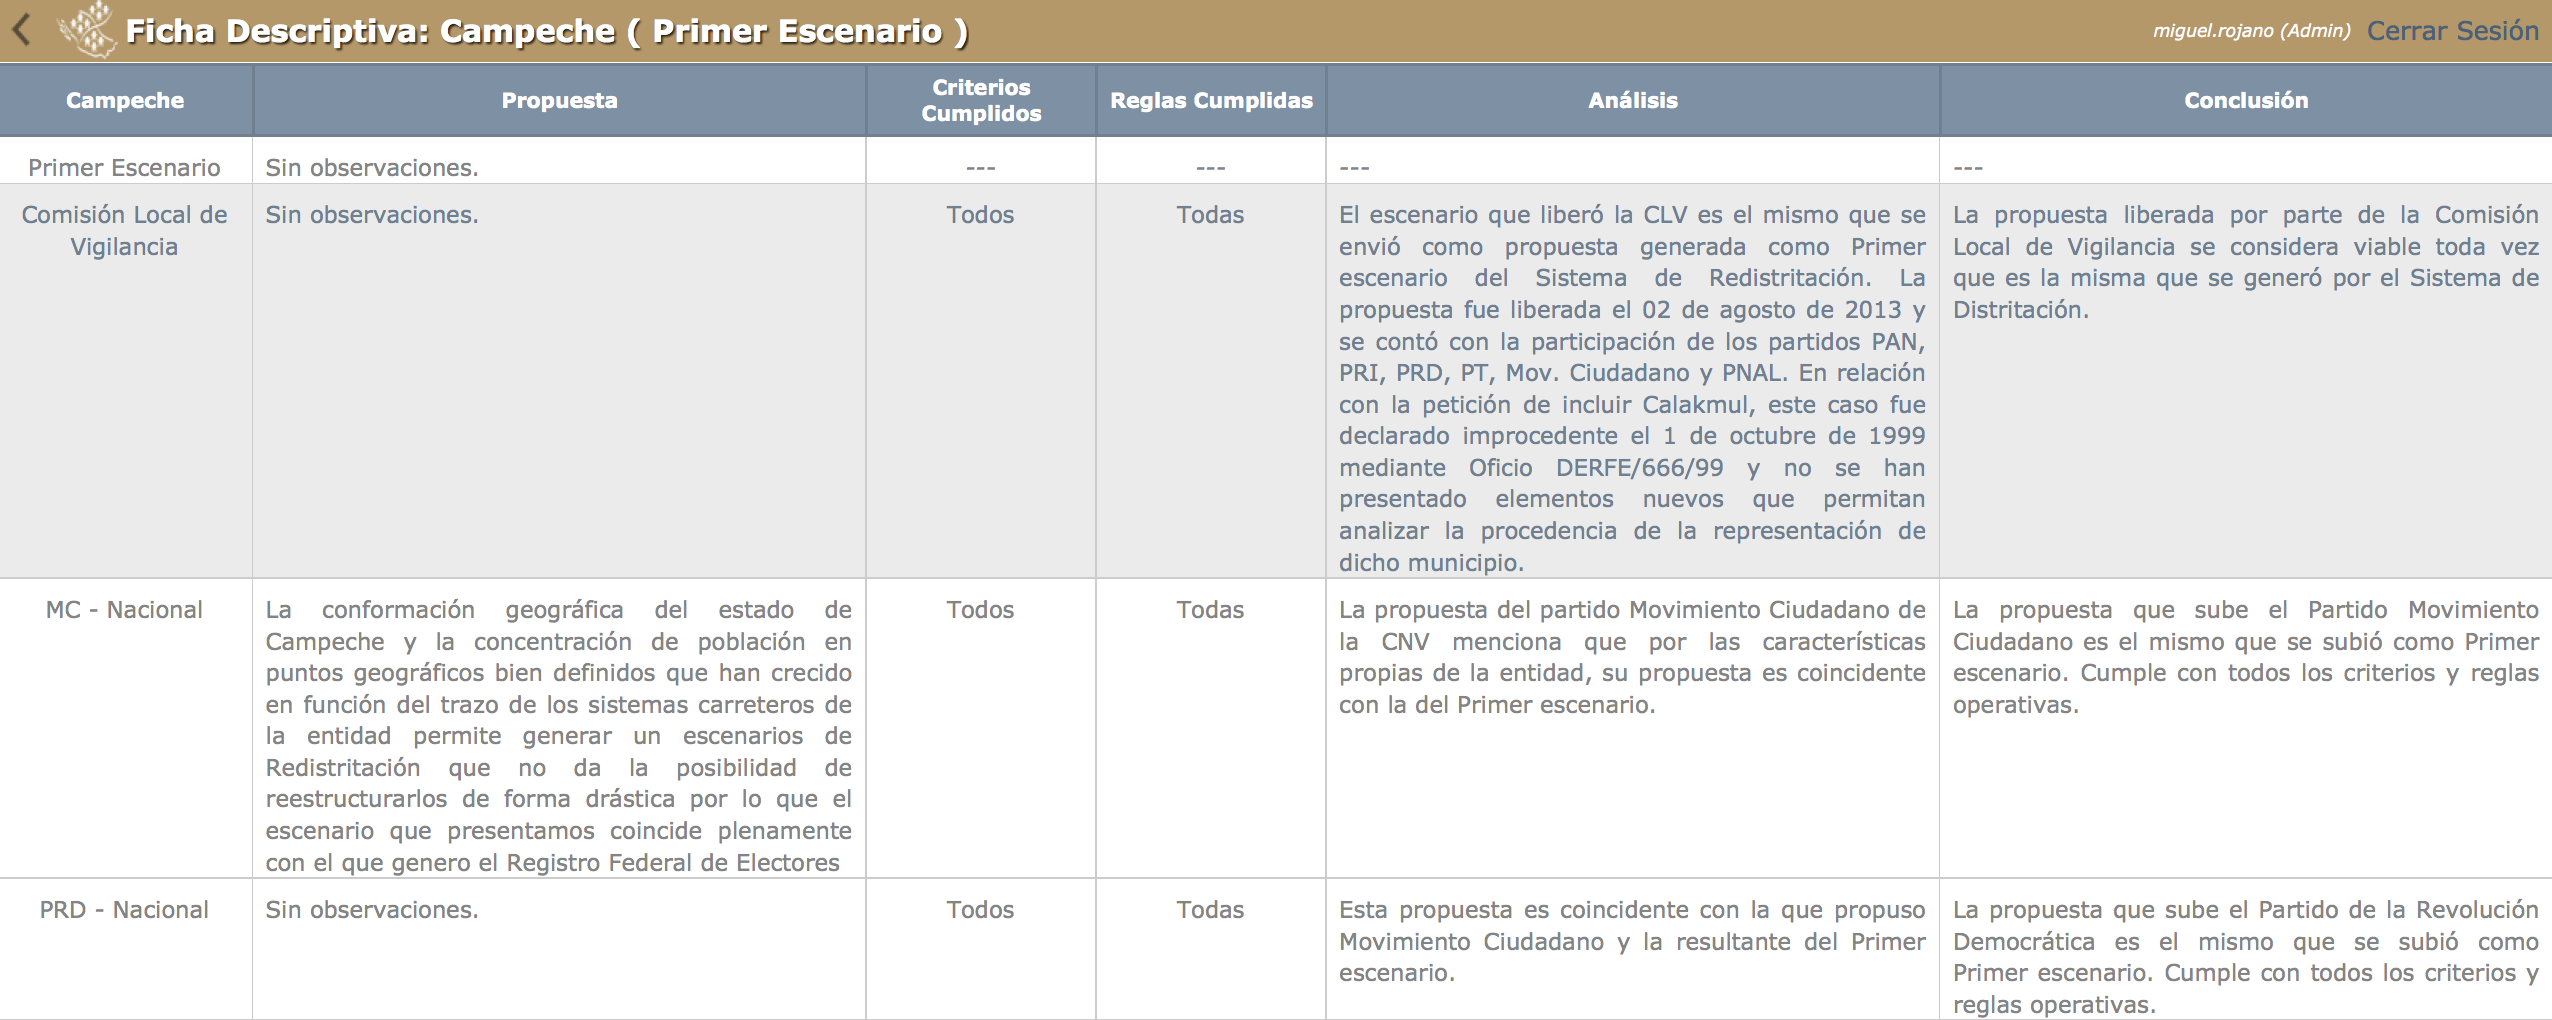 Ficha Descriptiva: Campeche ( Primer Escenario )
miguel.rojano (Admin) Cerrar Sesión
Campeche
Propuesta
Criterios
Cumplidos
Reglas Cumplidas
Análisis
Conclusión
Primer Escenario
Sin observaciones.
---
---
---
---
Comisión Local de
Vigilancia
Sin observaciones.
Todos
Todas
El escenario que liberó la CLV es el mismo que se
envió como propuesta generada como Primer
escenario del Sistema de Redistritación. La
propuesta fue liberada el 02 de agosto de 2013 y
se contó con la participación de los partidos PAN,
PRI, PRD, PT, Mov. Ciudadano y PNAL. En relación
con la petición de incluir Calakmul, este caso fue
declarado improcedente el 1 de octubre de 1999
mediante Oficio DERFE/666/99 y no se han
presentado elementos nuevos que permitan
analizar la procedencia de la representación de
dicho municipio.
La propuesta liberada por parte de la Comisión
Local de Vigilancia se considera viable toda vez
que es la misma que se generó por el Sistema de
Distritación.
MC - Nacional
La conformación geográfica del estado de
Campeche y la concentración de población en
puntos geográficos bien definidos que han crecido
en función del trazo de los sistemas carreteros de
la entidad permite generar un escenarios de
Redistritación que no da la posibilidad de
reestructurarlos de forma drástica por lo que el
escenario que presentamos coincide plenamente
con el que genero el Registro Federal de Electores
Todos
Todas
La propuesta del partido Movimiento Ciudadano de
la CNV menciona que por las características
propias de la entidad, su propuesta es coincidente
con la del Primer escenario.
La propuesta que sube el Partido Movimiento
Ciudadano es el mismo que se subió como Primer
escenario. Cumple con todos los criterios y reglas
operativas.
PRD - Nacional
Sin observaciones.
Todos
Todas
Esta propuesta es coincidente con la que propuso
Movimiento Ciudadano y la resultante del Primer
escenario.
La propuesta que sube el Partido de la Revolución
Democrática es el mismo que se subió como
Primer escenario. Cumple con todos los criterios y
reglas operativas.